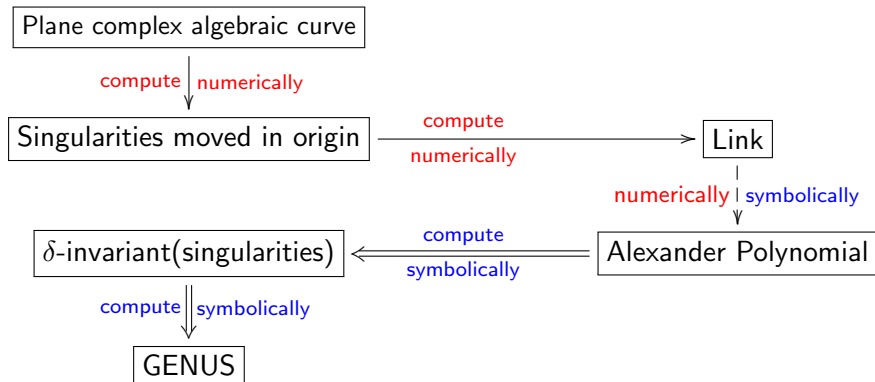 Plane complex algebraic curve
compute numerically
Singularities moved in origin
compute
numerically
Link
numerically symbolically
δ-invariant(singularities)
compute
symbolically
Alexander Polynomial
compute symbolically
GENUS